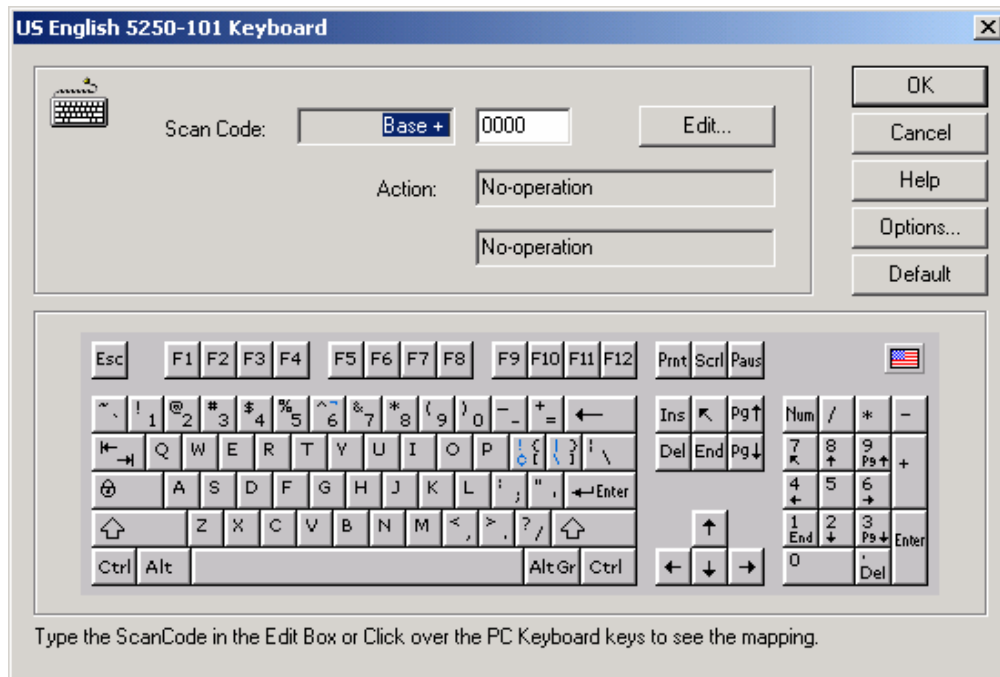 US English 5250-101 Keyboard
Scan Code: Base + 0000 Edit...
Action: No-operation
No-operation
OK
Cancel
Help
Options...
Default
Esc F1 F2 F3 F4 F5 F6 F7 F8 F9 F10 F11 F12 Prnt Scrl Paus
~ ` ! 1 @ 2 # 3 $ 4 % 5 ^ ¬ 6 & 7 * 8 ( 9 ) 0 _ - + = ← Ins ↖ Pg↑ Num / * -
⇤ ⇥ Q W E R T Y U I O P ! ¢ { [ | } ] ¦ \ Del End Pg↓ 7 ↖ 8 ↑ 9 Pg↑ +
A S D F G H J K L : ; " ' ↵Enter 4 ← 5 6 →
⇧ Z X C V B N M < , > . ? / ⇧ ↑ 1 End 2 ↓ 3 Pg↓ Enter
Ctrl Alt AltGr Ctrl ← ↓ → 0 . Del
Type the ScanCode in the Edit Box or Click over the PC Keyboard keys to see the mapping.